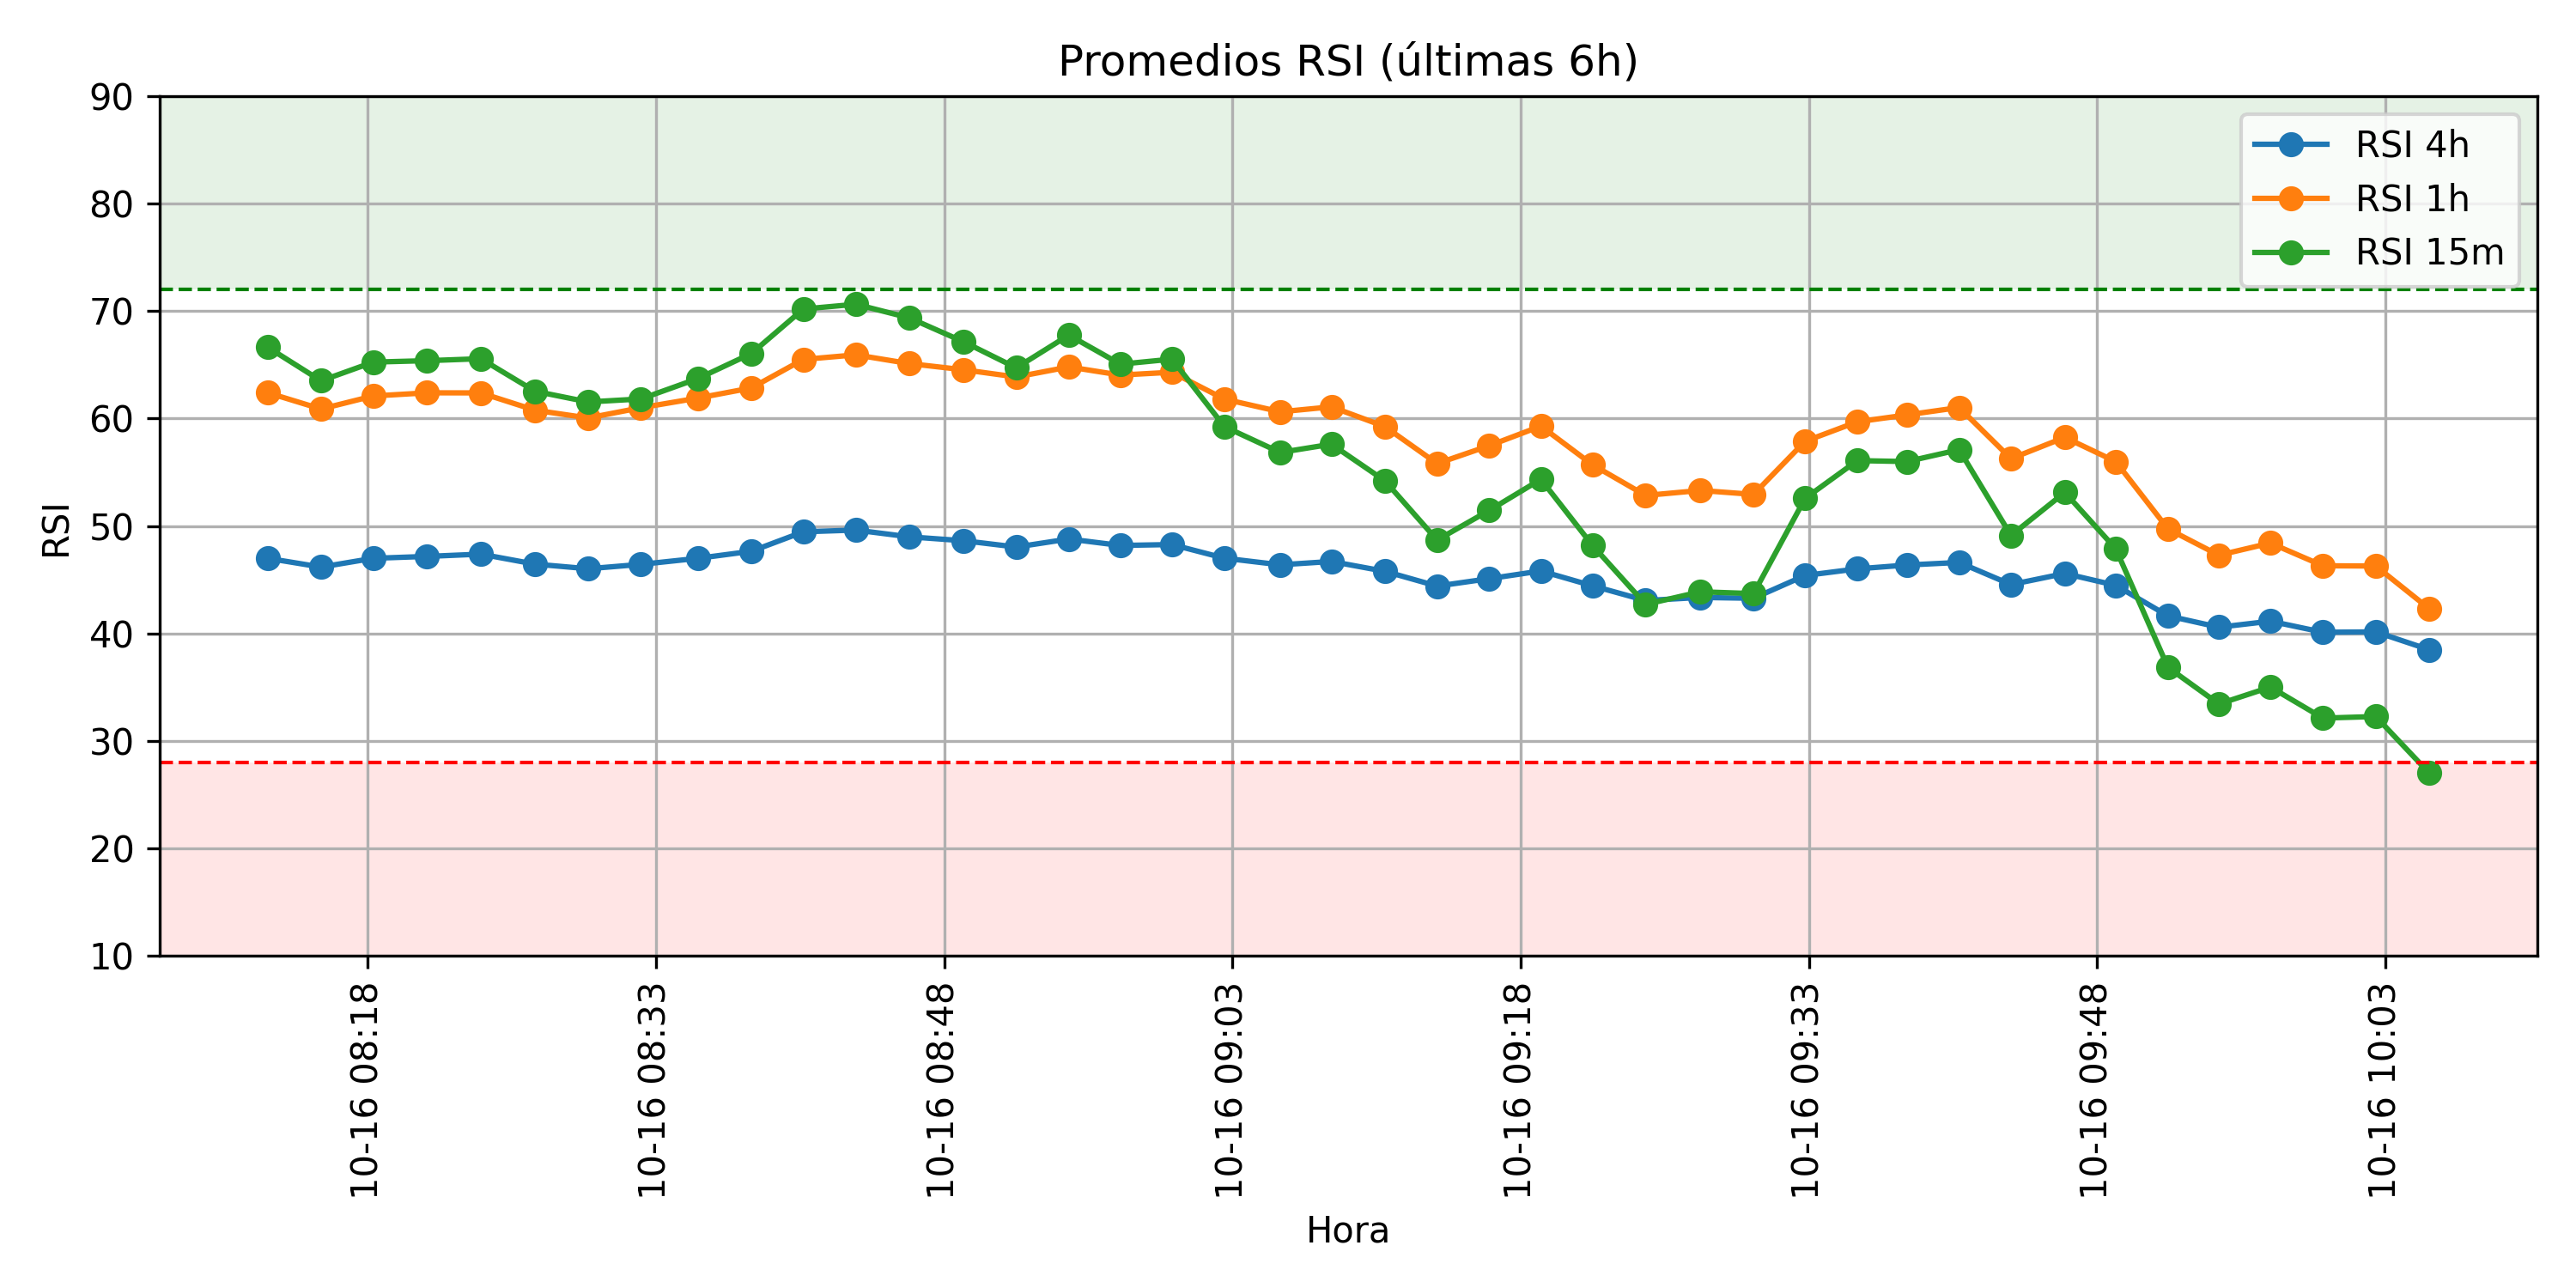 Promedios RSI (últimas 6h)
RSI 4h
RSI 1h
RSI 15m
RSI
90
80
70
60
50
40
30
20
10
10-16 08:18
10-16 08:33
10-16 08:48
10-16 09:03
10-16 09:18
10-16 09:33
10-16 09:48
10-16 10:03
Hora